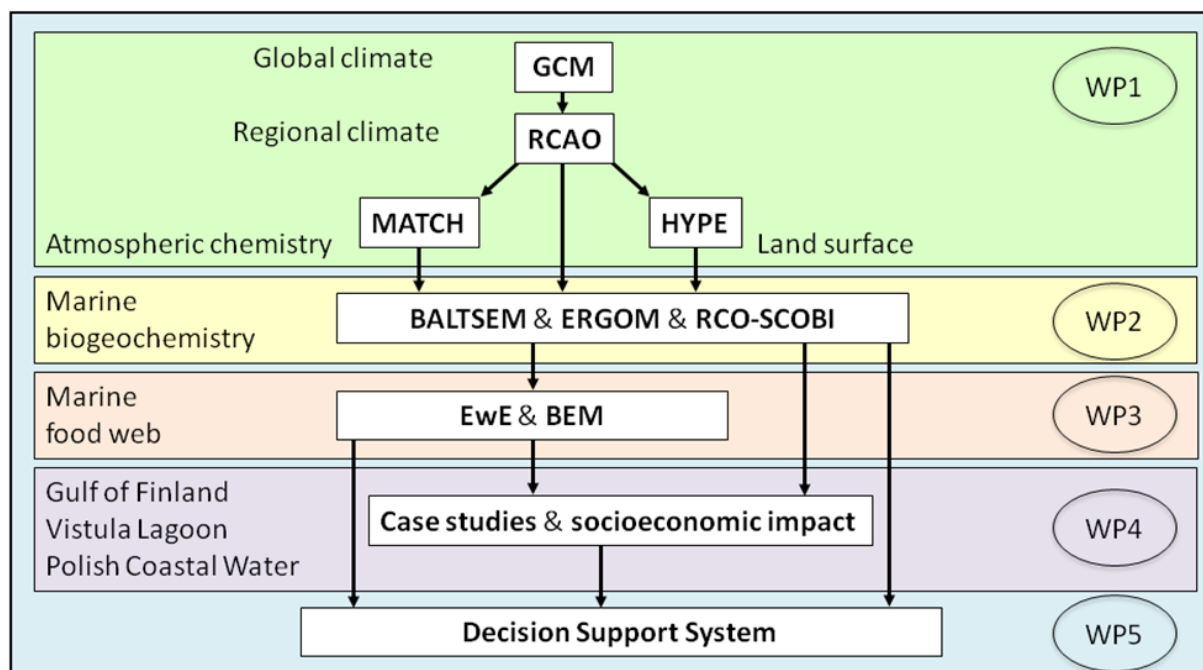 Global climate
GCM
WP1
Regional climate
RCAO
MATCH
HYPE
Atmospheric chemistry
Land surface
Marine
biogeochemistry
BALTSEM & ERGOM & RCO-SCOBI
WP2
Marine
food web
EwE & BEM
WP3
Gulf of Finland
Vistula Lagoon
Polish Coastal Water
Case studies & socioeconomic impact
WP4
Decision Support System
WP5